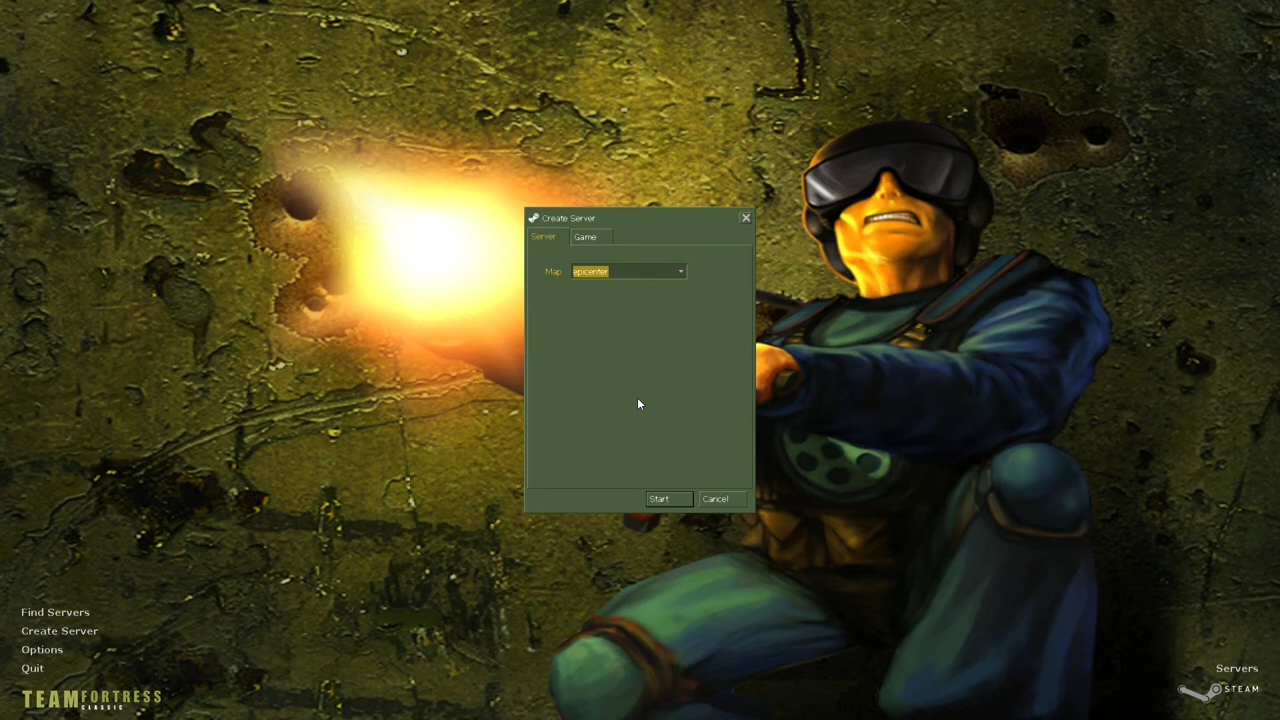 Create Server
Server
Game
Map
epicenter
Start
Cancel
Find Servers
Create Server
Options
Quit
TEAM FORTRESS
CLASSIC
Servers
STEAM